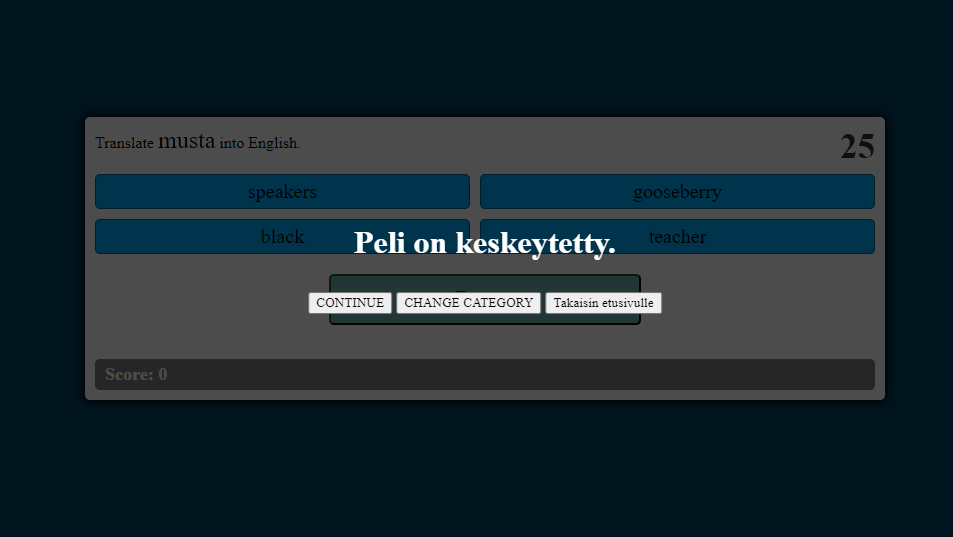 Translate musta into English.
25
speakers
gooseberry
black
teacher
Peli on keskeytetty.
CONTINUE
CHANGE CATEGORY
Takaisin etusivulle
Score: 0